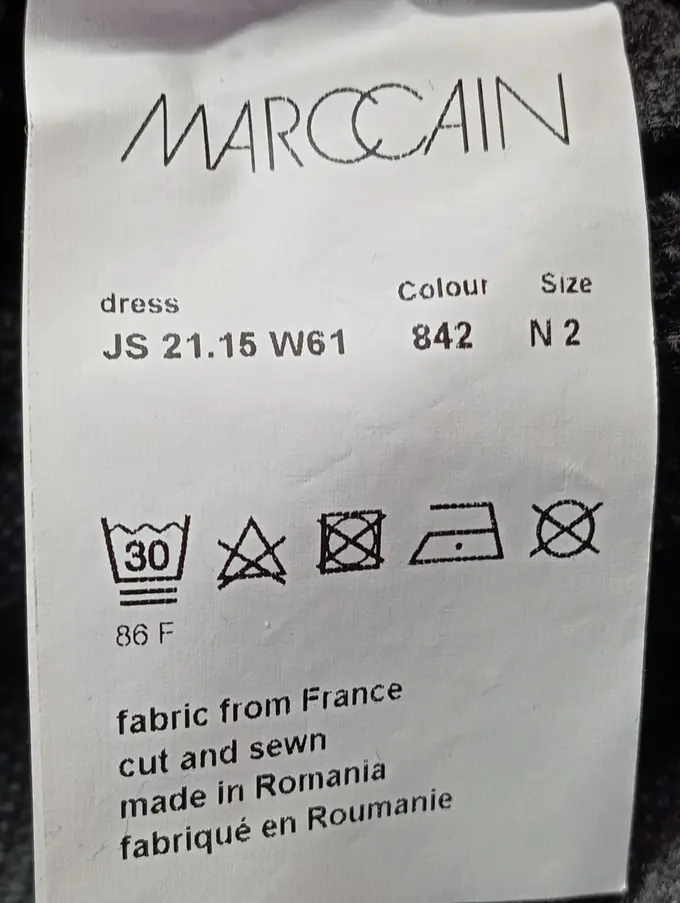 MARCCAIN
dress Colour Size
JS 21.15 W61 842 N 2
30
86 F
fabric from France
cut and sewn
made in Romania
fabriqué en Roumanie